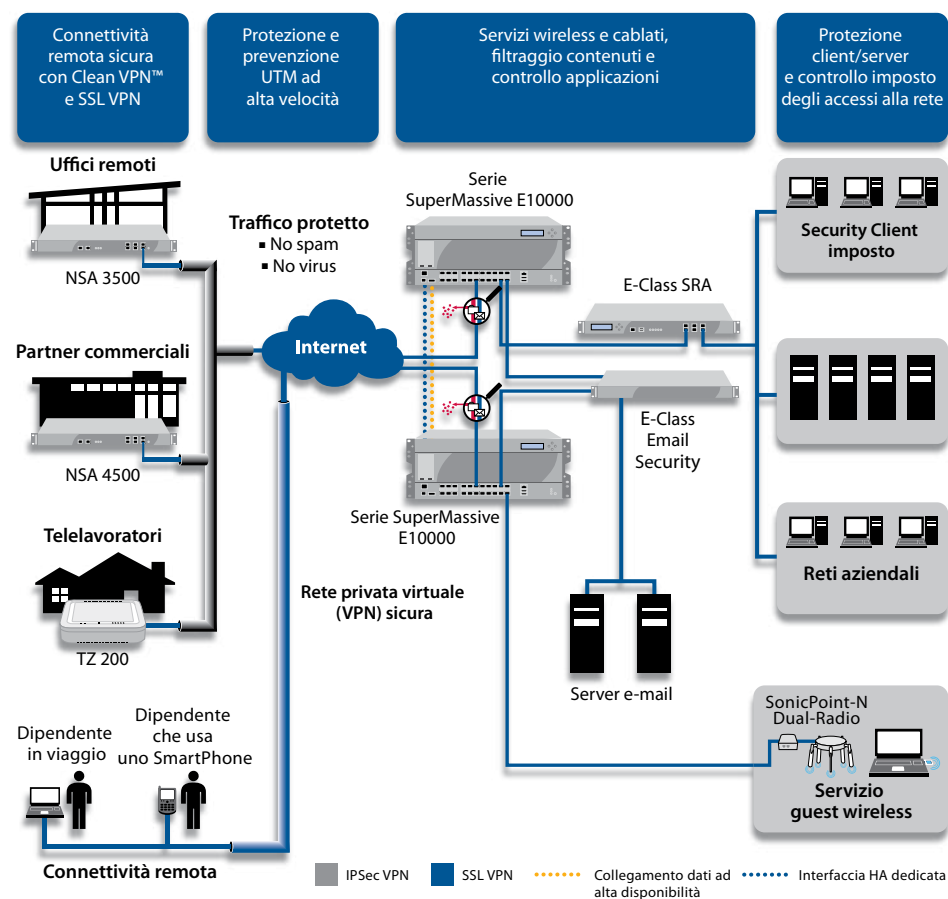 Connettività
remota sicura
con Clean VPN™
e SSL VPN
Protezione e
prevenzione
UTM ad
alta velocità
Servizi wireless e cablati,
filtraggio contenuti e
controllo applicazioni
Protezione
client/server
e controllo imposto
degli accessi alla rete
Uffici remoti
NSA 3500
Partner commerciali
NSA 4500
Telelavoratori
TZ 200
Dipendente
in viaggio
Dipendente
che usa
uno SmartPhone
Connettività remota
Traffico protetto
▪ No spam
▪ No virus
Internet
Rete privata virtuale
(VPN) sicura
Serie
SuperMassive E10000
Serie SuperMassive
E10000
E-Class SRA
E-Class
Email
Security
Server e-mail
Security Client
imposto
Reti aziendali
SonicPoint-N
Dual-Radio
Servizio
guest wireless
IPSec VPN
SSL VPN
Collegamento dati ad
alta disponibilità
Interfaccia HA dedicata